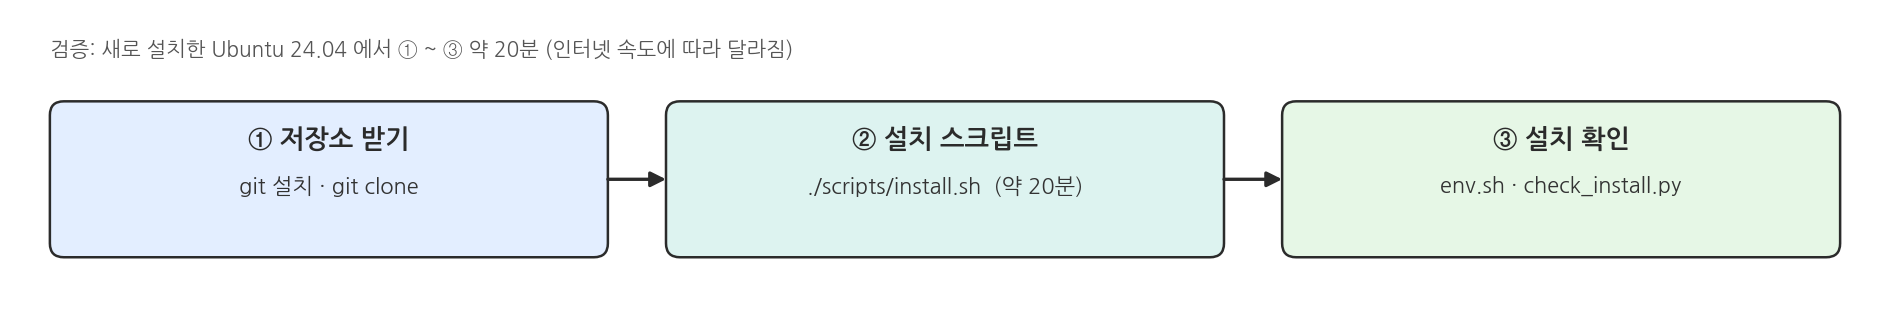 검증: 새로 설치한 Ubuntu 24.04 에서 ① ~ ③ 약 20분 (인터넷 속도에 따라 달라짐)
① 저장소 받기
git 설치 · git clone
② 설치 스크립트
./scripts/install.sh (약 20분)
③ 설치 확인
env.sh · check_install.py